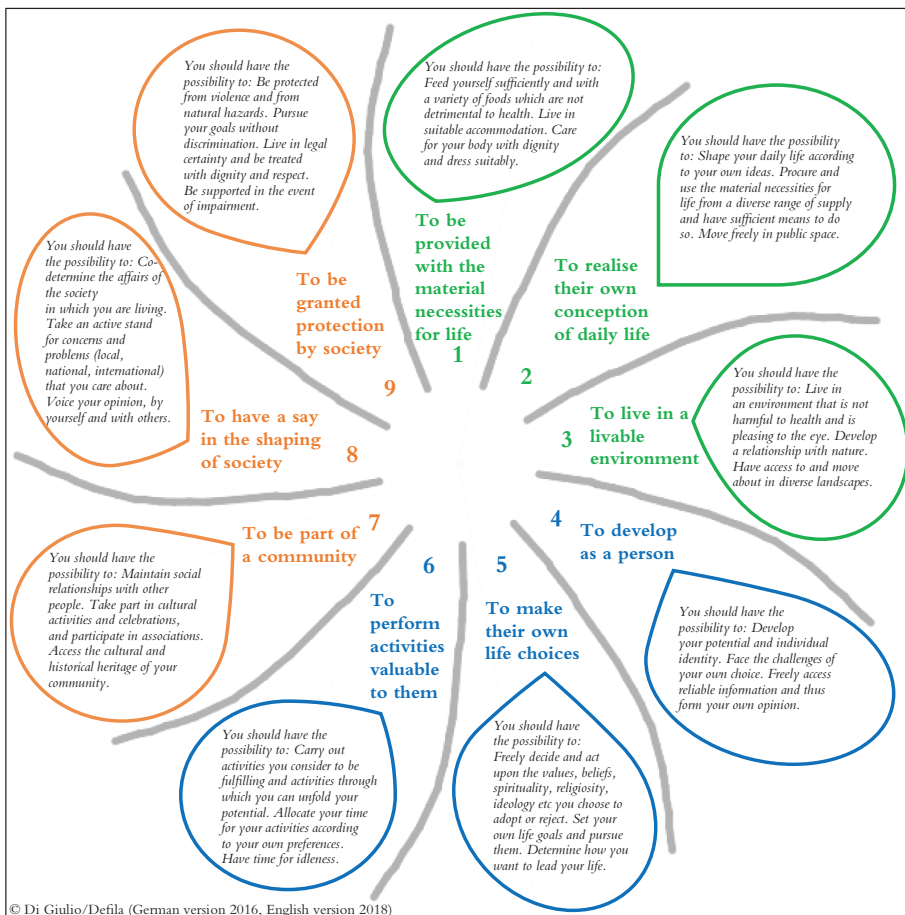 You should have the possibility to:
Feed yourself sufficiently and with
a variety of foods which are not
detrimental to health. Live in
suitable accommodation. Care
for your body with dignity
and dress suitably.
To be
provided
with the
material
necessities
for life
1
You should have the possibility
to: Shape your daily life according
to your own ideas. Procure and
use the material necessities for
life from a diverse range of supply
and have sufficient means to do
so. Move freely in public space.
To realise
their own
conception
of daily life
2
You should have the
possibility to: Live in
an environment that is not
harmful to health and is
pleasing to the eye. Develop
a relationship with nature.
Have access to and move
about in diverse landscapes.
To live in a
livable
environment
3
You should have the
possibility to: Develop
your potential and individual
identity. Face the challenges of
your own choice. Freely access
reliable information and thus
form your own opinion.
4
To develop
as a person
You should have
the possibility to:
Freely decide and act
upon the values, beliefs,
spirituality, religiosity,
ideology etc you choose to
adopt or reject. Set your
own life goals and pursue
them. Determine how you
want to lead your life.
5
To make
their own
life choices
You should have the
possibility to: Carry out
activities you consider to be
fulfilling and activities through
which you can unfold your
potential. Allocate your time
for your activities according
to your own preferences.
Have time for idleness.
6
To
perform
activities
valuable
to them
You should have the
possibility to: Maintain social
relationships with other
people. Take part in cultural
activities and celebrations,
and participate in associations.
Access the cultural and
historical heritage of your
community.
7
To be part of
a community
You should have
the possibility to: Co-
determine the affairs of
the society
in which you are living.
Take an active stand
for concerns and
problems (local,
national, international)
that you care about.
Voice your opinion, by
yourself and with others.
To have a say
in the shaping
of society
8
You should have the
possibility to: Be protected
from violence and from
natural hazards. Pursue
your goals without
discrimination. Live in legal
certainty and be treated
with dignity and respect.
Be supported in the event
of impairment.
To be
granted
protection
by society
9
© Di Giulio/Defila (German version 2016, English version 2018)